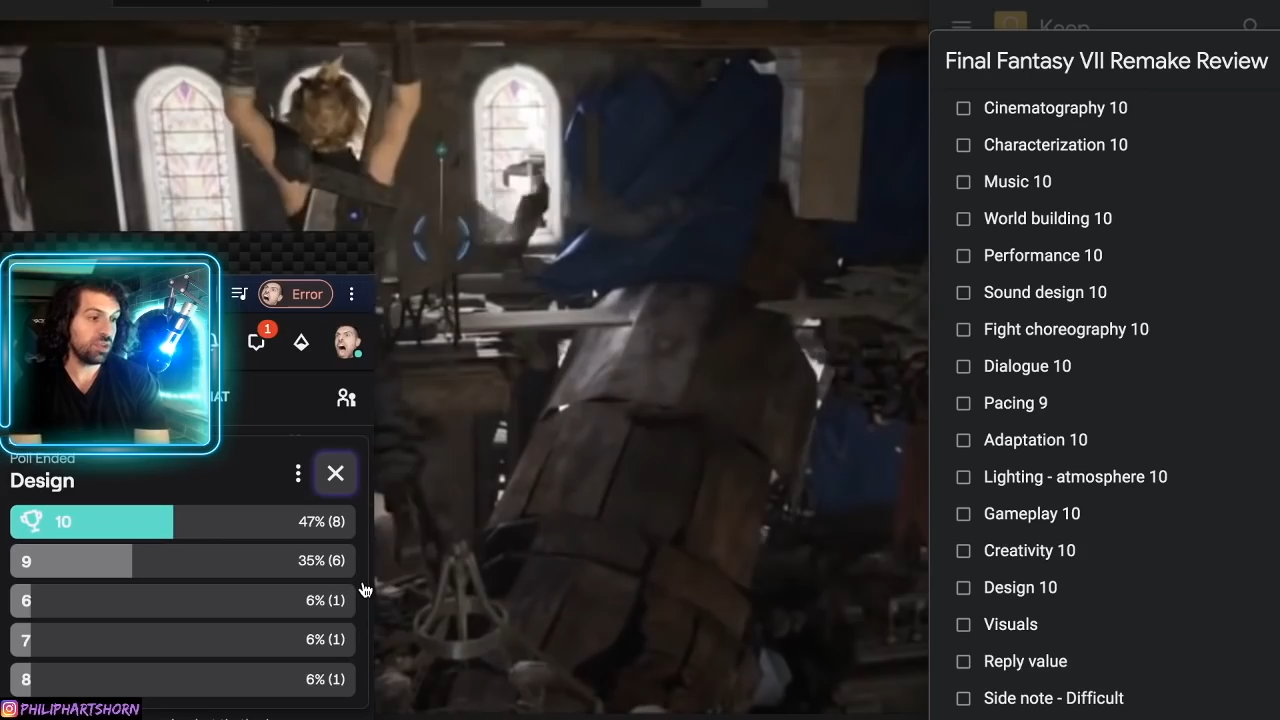 Keep
Final Fantasy VII Remake Review
Cinematography 10
Characterization 10
Music 10
World building 10
Performance 10
Sound design 10
Fight choreography 10
Dialogue 10
Pacing 9
Adaptation 10
Lighting - atmosphere 10
Gameplay 10
Creativity 10
Design 10
Visuals
Reply value
Side note - Difficult
Error
1
Poll Ended
Design
10 47% (8)
9 35% (6)
6 6% (1)
7 6% (1)
8 6% (1)
PHILIPHARTSHORN